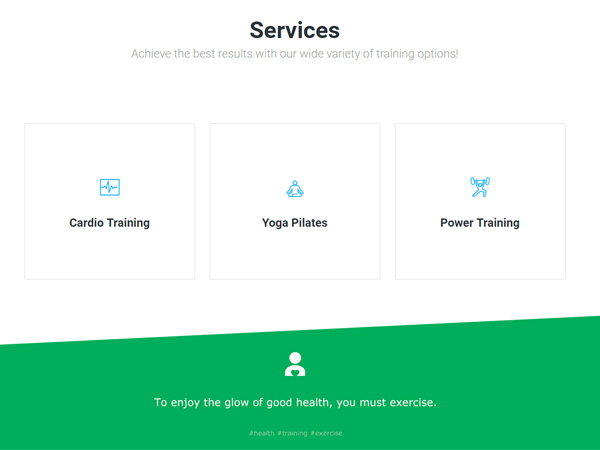 Services
Achieve the best results with our wide variety of training options!
Cardio Training
Yoga Pilates
Power Training
To enjoy the glow of good health, you must exercise.
#health #training #exercise